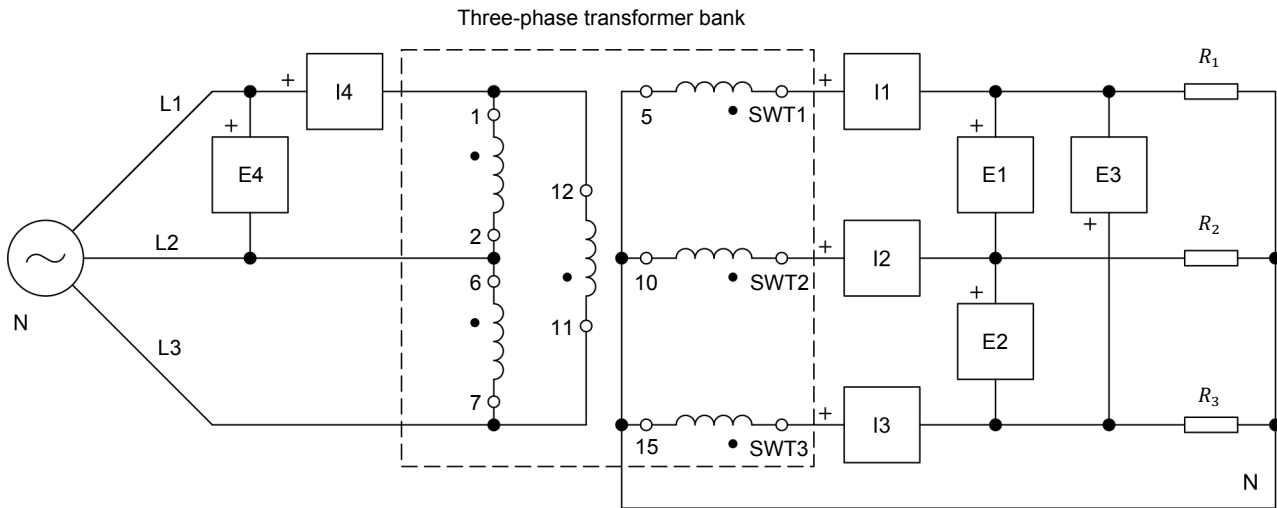 Three-phase transformer bank
L1
+
I4
+
E4
L2
L3
N
1
2
6
7
12
11
5
SWT1
10
SWT2
15
SWT3
+
I1
+
I2
+
I3
+
E1
E3
+
+
E2
R₁
R₂
R₃
N